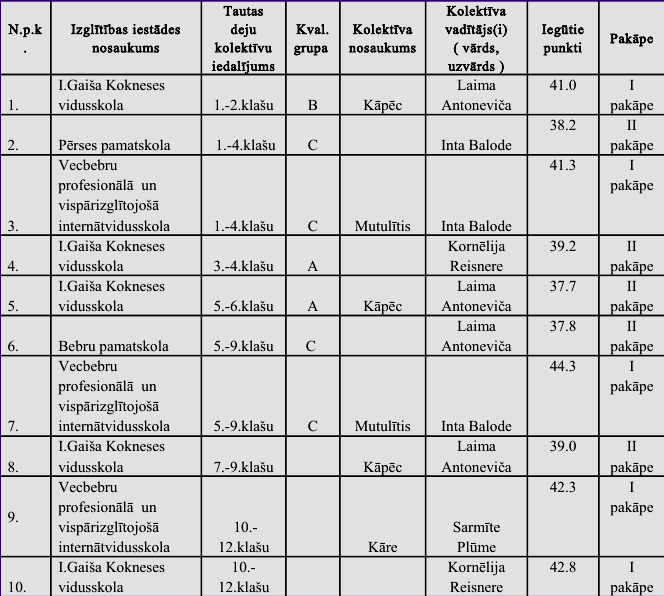 N.p.k
.
Izglītības iestādes
nosaukums
Tautas
deju
kolektīvu
iedalījums
Kval.
grupa
Kolektīva
nosaukums
Kolektīva
vadītājs(i)
( vārds,
uzvārds )
Iegūtie
punkti
Pakāpe
1.
I.Gaiša Kokneses
vidusskola
1.-2.klašu
B
Kāpēc
Laima
Antoneviča
41.0
I
pakāpe
2.
Pērses pamatskola
1.-4.klašu
C
Inta Balode
38.2
II
pakāpe
3.
Vecbebru
profesionālā un
vispārizglītojošā
internātvidusskola
1.-4.klašu
C
Mutulītis
Inta Balode
41.3
I
pakāpe
4.
I.Gaiša Kokneses
vidusskola
3.-4.klašu
A
Kornēlija
Reisnere
39.2
II
pakāpe
5.
I.Gaiša Kokneses
vidusskola
5.-6.klašu
A
Kāpēc
Laima
Antoneviča
37.7
II
pakāpe
6.
Bebru pamatskola
5.-9.klašu
C
Laima
Antoneviča
37.8
II
pakāpe
7.
Vecbebru
profesionālā un
vispārizglītojošā
internātvidusskola
5.-9.klašu
C
Mutulītis
Inta Balode
44.3
I
pakāpe
8.
I.Gaiša Kokneses
vidusskola
7.-9.klašu
Kāpēc
Laima
Antoneviča
39.0
II
pakāpe
9.
Vecbebru
profesionālā un
vispārizglītojošā
internātvidusskola
10.-
12.klašu
Kāre
Sarmīte
Plūme
42.3
I
pakāpe
10.
I.Gaiša Kokneses
vidusskola
10.-
12.klašu
Kornēlija
Reisnere
42.8
I
pakāpe